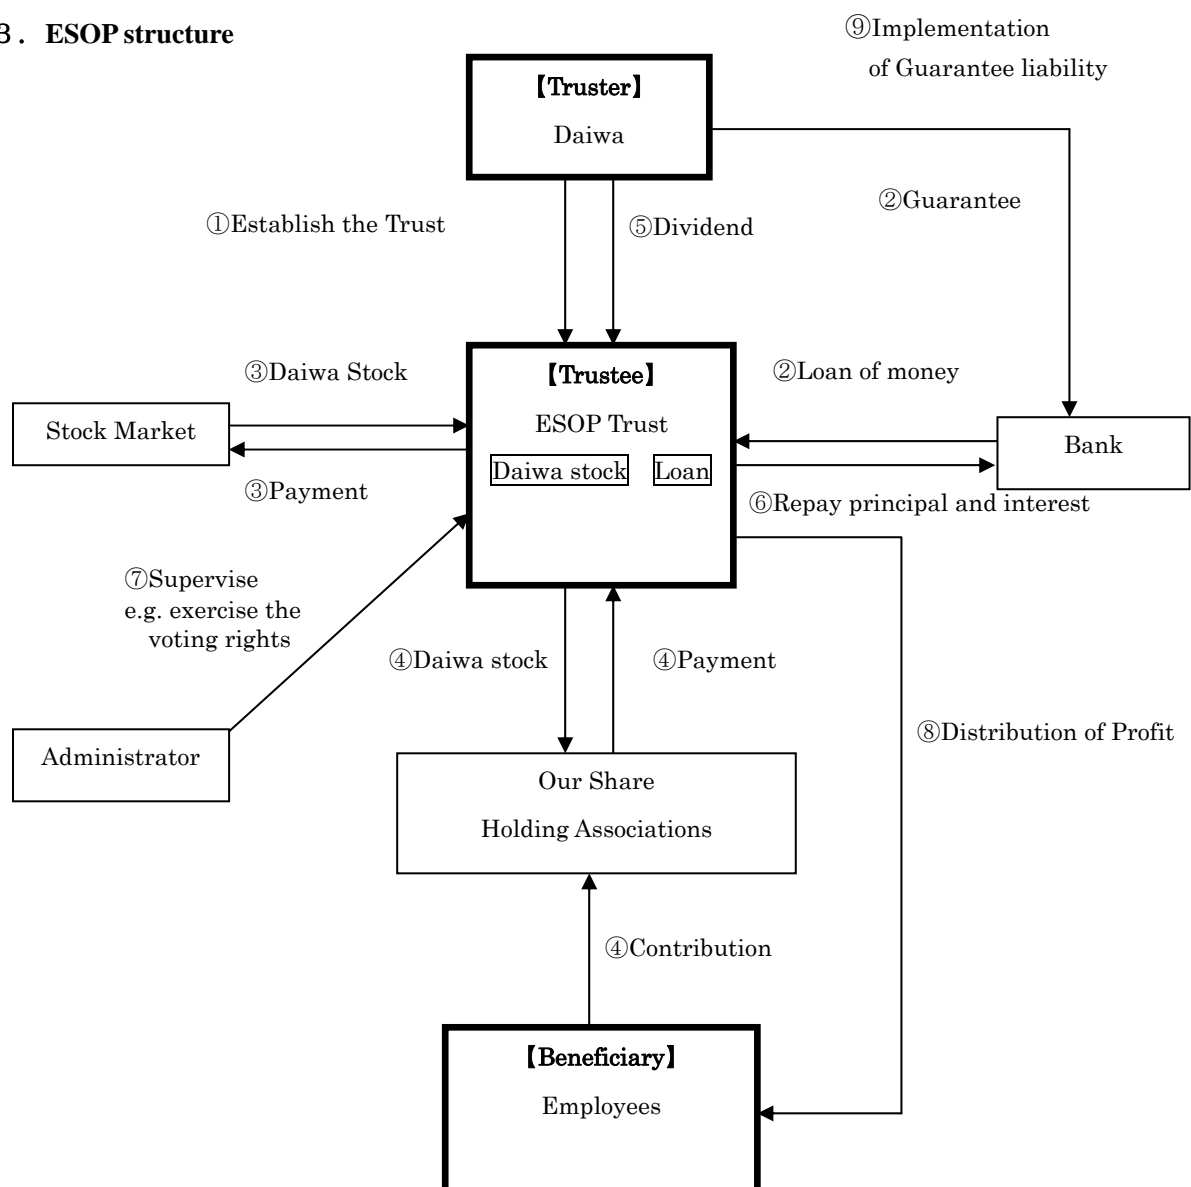 ３．ESOP structure
⑨Implementation
of Guarantee liability
【Truster】
Daiwa
②Guarantee
①Establish the Trust
⑤Dividend
③Daiwa Stock
【Trustee】
②Loan of money
Stock Market
ESOP Trust
Bank
Daiwa stock
Loan
③Payment
⑥Repay principal and interest
⑦Supervise
e.g. exercise the
voting rights
④Daiwa stock
④Payment
⑧Distribution of Profit
Administrator
Our Share
Holding Associations
④Contribution
【Beneficiary】
Employees